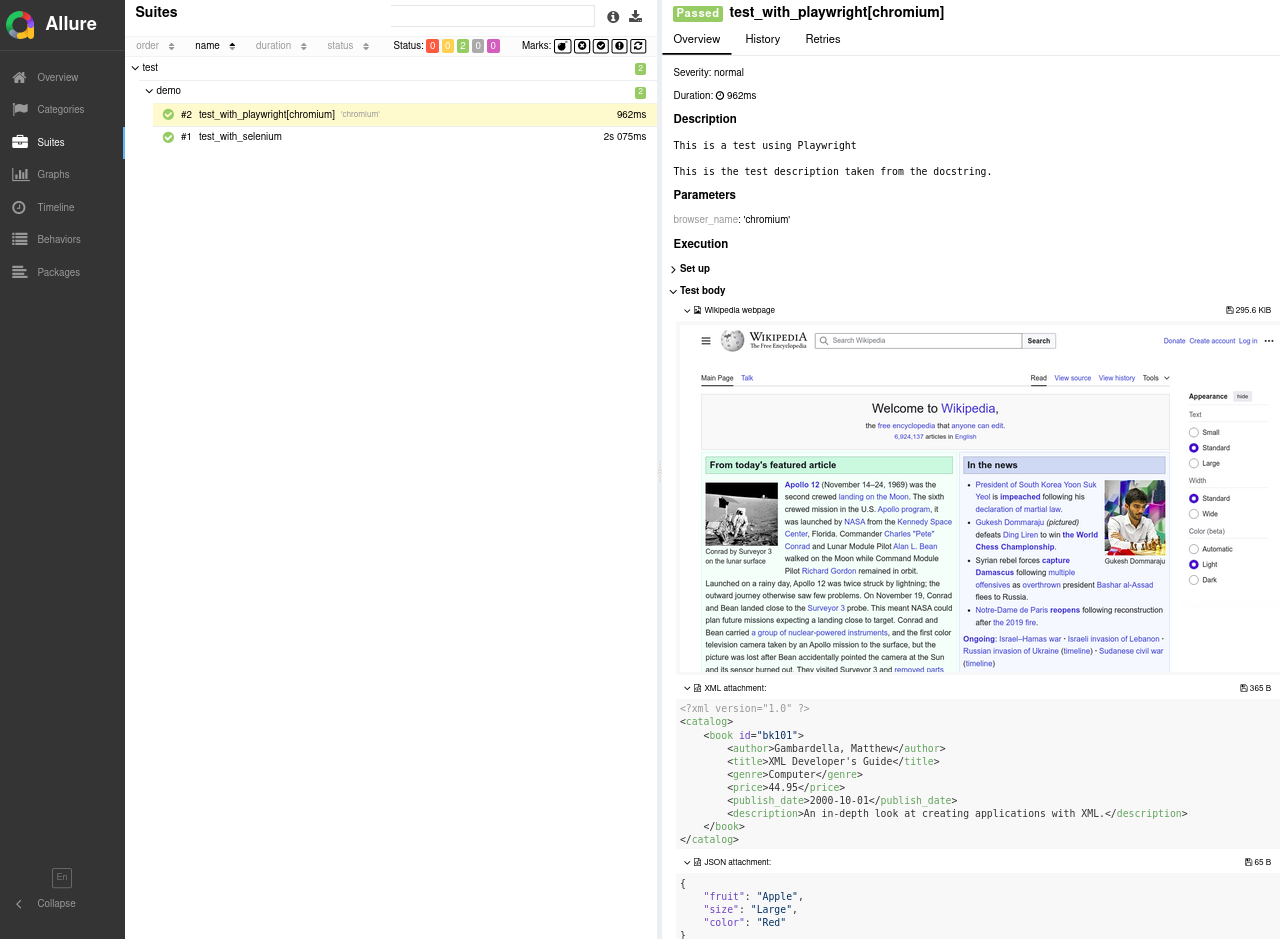 Allure
Overview
Categories
Suites
Graphs
Timeline
Behaviors
Packages
En
Collapse
Suites
order name duration status Status: 0 0 2 0 0 Marks:
test 2
demo 2
#2 test_with_playwright[chromium] 'chromium' 962ms
#1 test_with_selenium 2s 075ms
Passed test_with_playwright[chromium]
Overview History Retries
Severity: normal
Duration: 962ms
Description
This is a test using Playwright
This is the test description taken from the docstring.
Parameters
browser_name: 'chromium'
Execution
Set up
Test body
Wikipedia webpage 295.6 KiB
WIKIPEDIA
The Free Encyclopedia
Search Wikipedia Search
Donate Create account Log in
Main Page Talk Read View source View history Tools
Welcome to Wikipedia,
the free encyclopedia that anyone can edit.
6,924,137 articles in English
From today's featured article
Conrad by Surveyor 3
on the lunar surface
Apollo 12 (November 14–24, 1969) was the
second crewed landing on the Moon. The sixth
crewed mission in the U.S. Apollo program, it
was launched by NASA from the Kennedy Space
Center, Florida. Commander Charles "Pete"
Conrad and Lunar Module Pilot Alan L. Bean
walked on the Moon while Command Module
Pilot Richard Gordon remained in orbit.
Launched on a rainy day, Apollo 12 was twice struck by lightning; the
outward journey otherwise saw few problems. On November 19, Conrad
and Bean landed close to the Surveyor 3 probe. This meant NASA could
plan future missions expecting a landing close to target. Conrad and
Bean carried a group of nuclear-powered instruments, and the first color
television camera taken by an Apollo mission to the surface, but the
picture was lost after Bean accidentally pointed the camera at the Sun
and its sensor burned out. They visited Surveyor 3 and removed parts
In the news
President of South Korea Yoon Suk
Yeol is impeached following his
declaration of martial law.
Gukesh Dommaraju (pictured)
defeats Ding Liren to win the World
Chess Championship.
Syrian rebel forces capture
Damascus following multiple
offensives as overthrown president Bashar al-Assad
flees to Russia.
Notre-Dame de Paris reopens following reconstruction
after the 2019 fire.
Gukesh Dommaraju
Ongoing: Israel–Hamas war · Israeli invasion of Lebanon ·
Russian invasion of Ukraine (timeline) · Sudanese civil war
(timeline)
Appearance hide
Text
Small
Standard
Large
Width
Standard
Wide
Color (beta)
Automatic
Light
Dark
XML attachment: 365 B
<?xml version="1.0" ?>
<catalog>
<book id="bk101">
<author>Gambardella, Matthew</author>
<title>XML Developer's Guide</title>
<genre>Computer</genre>
<price>44.95</price>
<publish_date>2000-10-01</publish_date>
<description>An in-depth look at creating applications with XML.</description>
</book>
</catalog>
JSON attachment: 65 B
{
"fruit": "Apple",
"size": "Large",
"color": "Red"
}